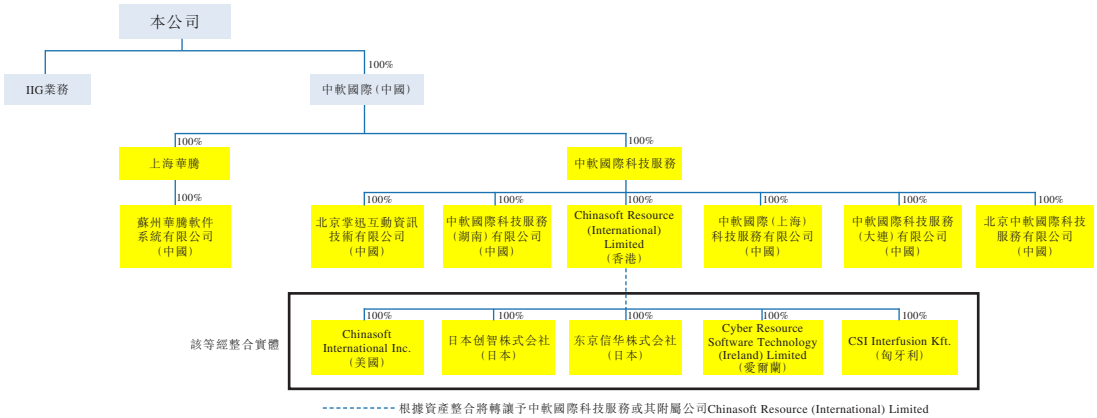 本公司
100%
IIG業務
中軟國際(中國)
100%
100%
上海華騰
中軟國際科技服務
100%
100%
100%
100%
100%
100%
100%
蘇州華騰軟件
系統有限公司
(中國)
北京掌迅互動資訊
技術有限公司
(中國)
中軟國際科技服務
(湖南)有限公司
(中國)
Chinasoft Resource
(International)
Limited
(香港)
中軟國際(上海)
科技服務有限公司
(中國)
中軟國際科技服務
(大連)有限公司
(中國)
北京中軟國際科技
服務有限公司
(中國)
該等經整合實體
100%
100%
100%
100%
100%
Chinasoft
International Inc.
(美國)
日本创智株式会社
(日本)
东京信华株式会社
(日本)
Cyber Resource
Software Technology
(Ireland) Limited
(愛爾蘭)
CSI Interfusion Kft.
(匈牙利)
根據資產整合將轉讓予中軟國際科技服務或其附屬公司Chinasoft Resource (International) Limited